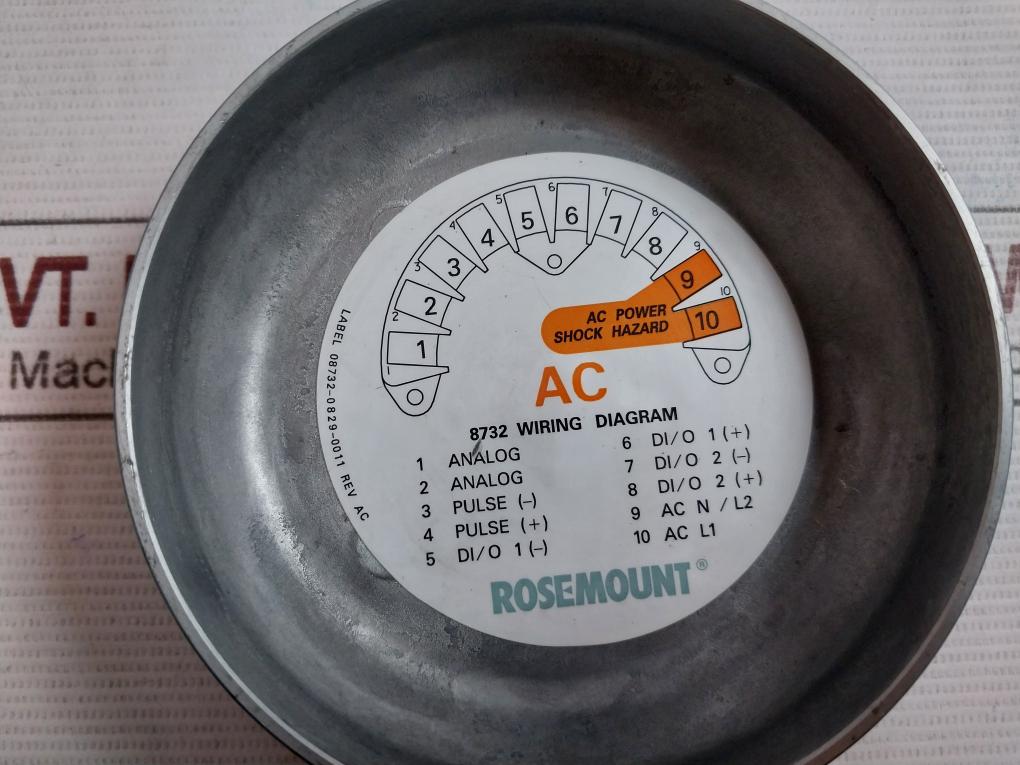 VT.
Mach
1 2 3 4 5 6 7 8 9 10
1 2 3 4 5 6 7 8 9 10
AC POWER
SHOCK HAZARD
AC
8732 WIRING DIAGRAM
1 ANALOG
2 ANALOG
3 PULSE (-)
4 PULSE (+)
5 DI/O 1 (-)
6 DI/O 1 (+)
7 DI/O 2 (-)
8 DI/O 2 (+)
9 AC N / L2
10 AC L1
ROSEMOUNT®
LABEL 08732-0829-0011 REV AC